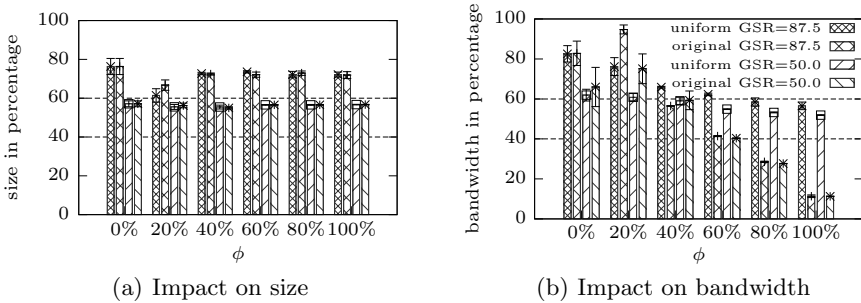 size in percentage
100
80
60
40
20
0
0% 20% 40% 60% 80% 100%
ϕ
(a) Impact on size
bandwidth in percentage
100
80
60
40
20
0
uniform GSR=87.5
original GSR=87.5
uniform GSR=50.0
original GSR=50.0
0% 20% 40% 60% 80% 100%
ϕ
(b) Impact on bandwidth